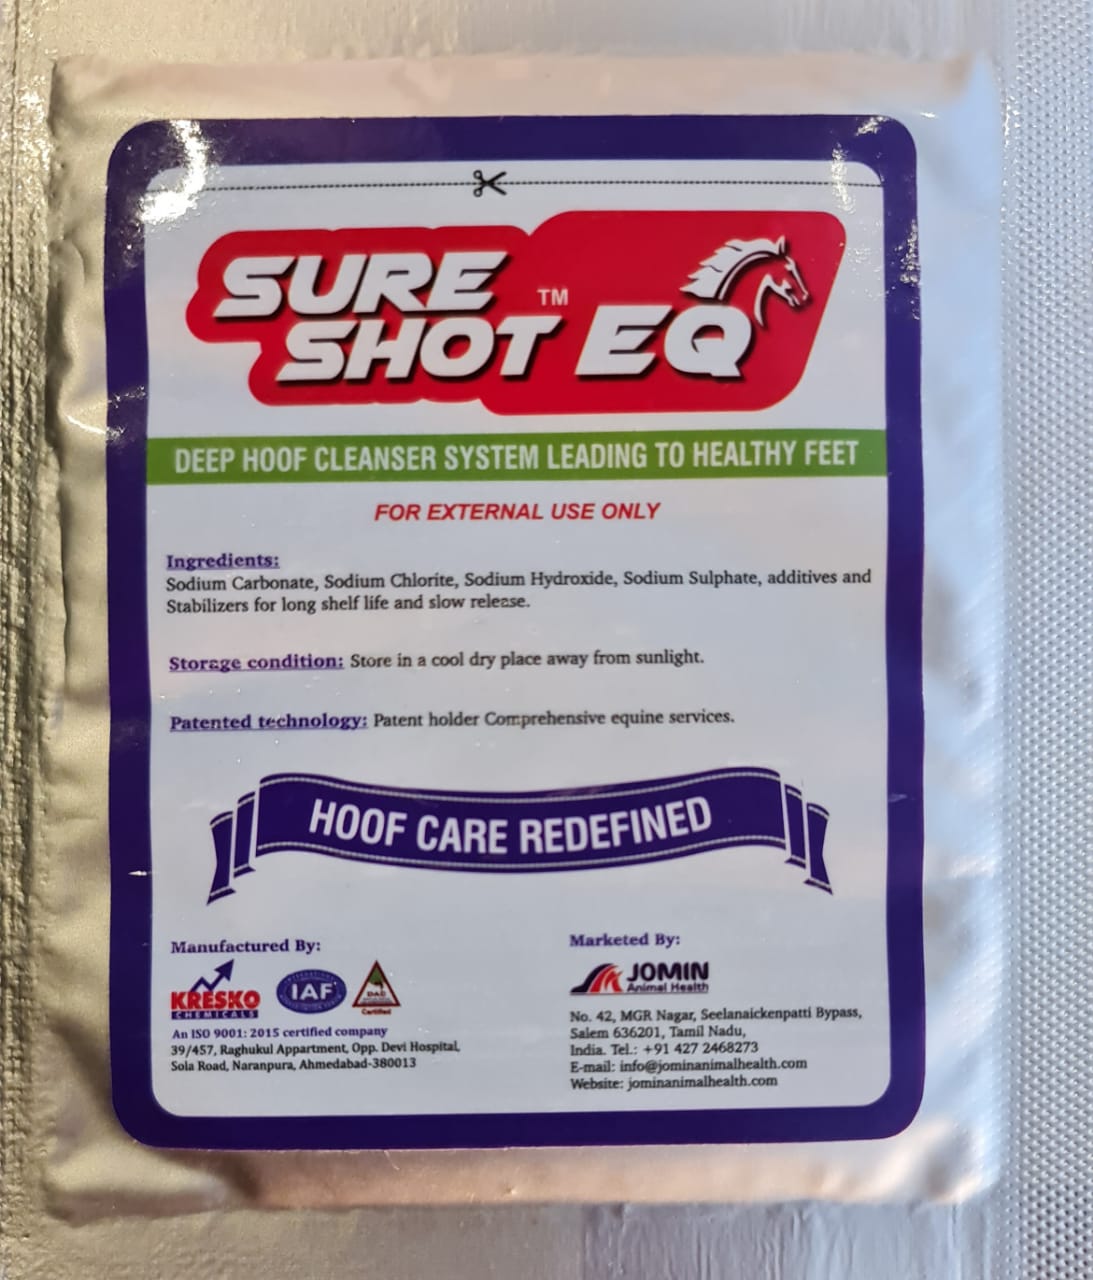 SURE
SHOT EQ
TM
DEEP HOOF CLEANSER SYSTEM LEADING TO HEALTHY FEET
FOR EXTERNAL USE ONLY
Ingredients:
Sodium Carbonate, Sodium Chlorite, Sodium Hydroxide, Sodium Sulphate, additives and
Stabilizers for long shelf life and slow release.
Storage condition: Store in a cool dry place away from sunlight.
Patented technology: Patent holder Comprehensive equine services.
HOOF CARE REDEFINED
Manufactured By:
KRESKO
CHEMICALS
IAF
DAC
Certified
An ISO 9001: 2015 certified company
39/457, Raghukul Appartment, Opp. Devi Hospital,
Sola Road, Naranpura, Ahmedabad-380013
Marketed By:
JOMIN
Animal Health
No. 42, MGR Nagar, Seelanaickenpatti Bypass,
Salem 636201, Tamil Nadu,
India. Tel.: +91 427 2468273
E-mail: info@jominanimalhealth.com
Website: jominanimalhealth.com